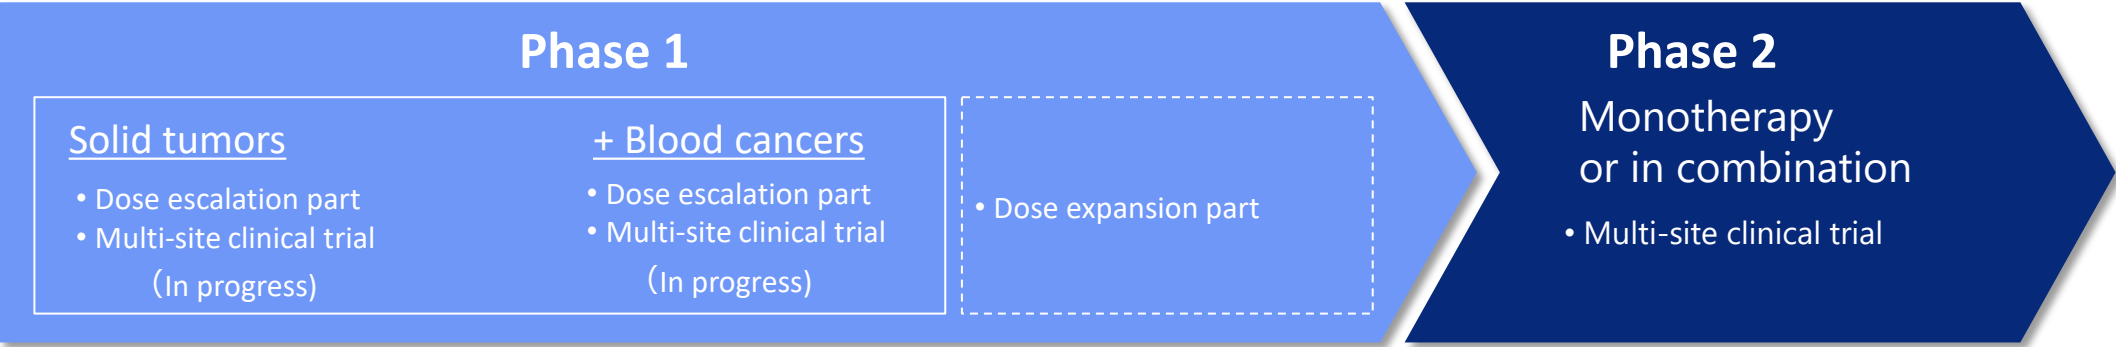 Phase 1
Solid tumors
• Dose escalation part
• Multi-site clinical trial
（In progress)
+ Blood cancers
• Dose escalation part
• Multi-site clinical trial
（In progress)
• Dose expansion part
Phase 2
Monotherapy
or in combination
• Multi-site clinical trial